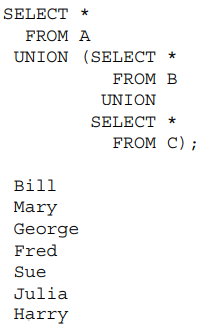 SELECT *
FROM A
UNION (SELECT *
FROM B
UNION
SELECT *
FROM C);
Bill
Mary
George
Fred
Sue
Julia
Harry